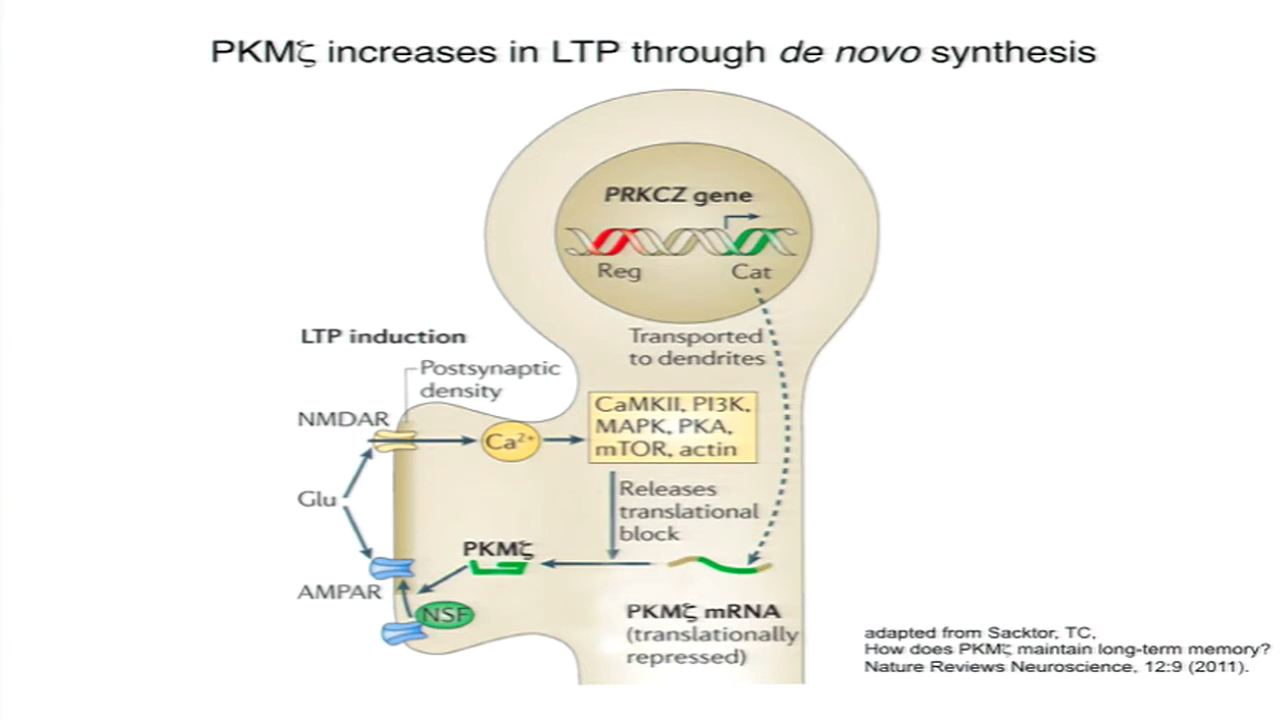 PKMζ increases in LTP through de novo synthesis
PRKCZ gene
Reg
Cat
LTP induction
Transported
to dendrites
Postsynaptic
density
NMDAR
Ca²⁺
CaMKII, PI3K,
MAPK, PKA,
mTOR, actin
Glu
Releases
translational
block
PKMζ
AMPAR
NSF
PKMζ mRNA
(translationally
repressed)
adapted from Sacktor, TC,
How does PKMζ maintain long-term memory?
Nature Reviews Neuroscience, 12:9 (2011).